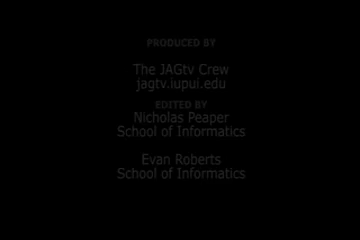 PRODUCED BY
The JAGtv Crew
jagtv.iupui.edu
EDITED BY
Nicholas Peaper
School of Informatics
Evan Roberts
School of Informatics